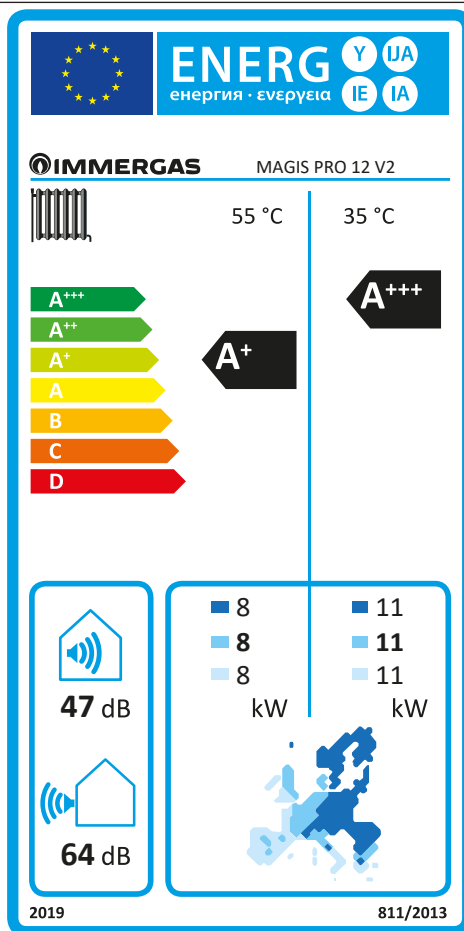 ENERG Y IJA
енергия · ενεργεια IE IA
IMMERGAS MAGIS PRO 12 V2
55 °C 35 °C
A+++
A+++
A++
A+
A+
A
B
C
D
8 11
8 11
8 11
kW kW
47 dB
64 dB
2019 811/2013